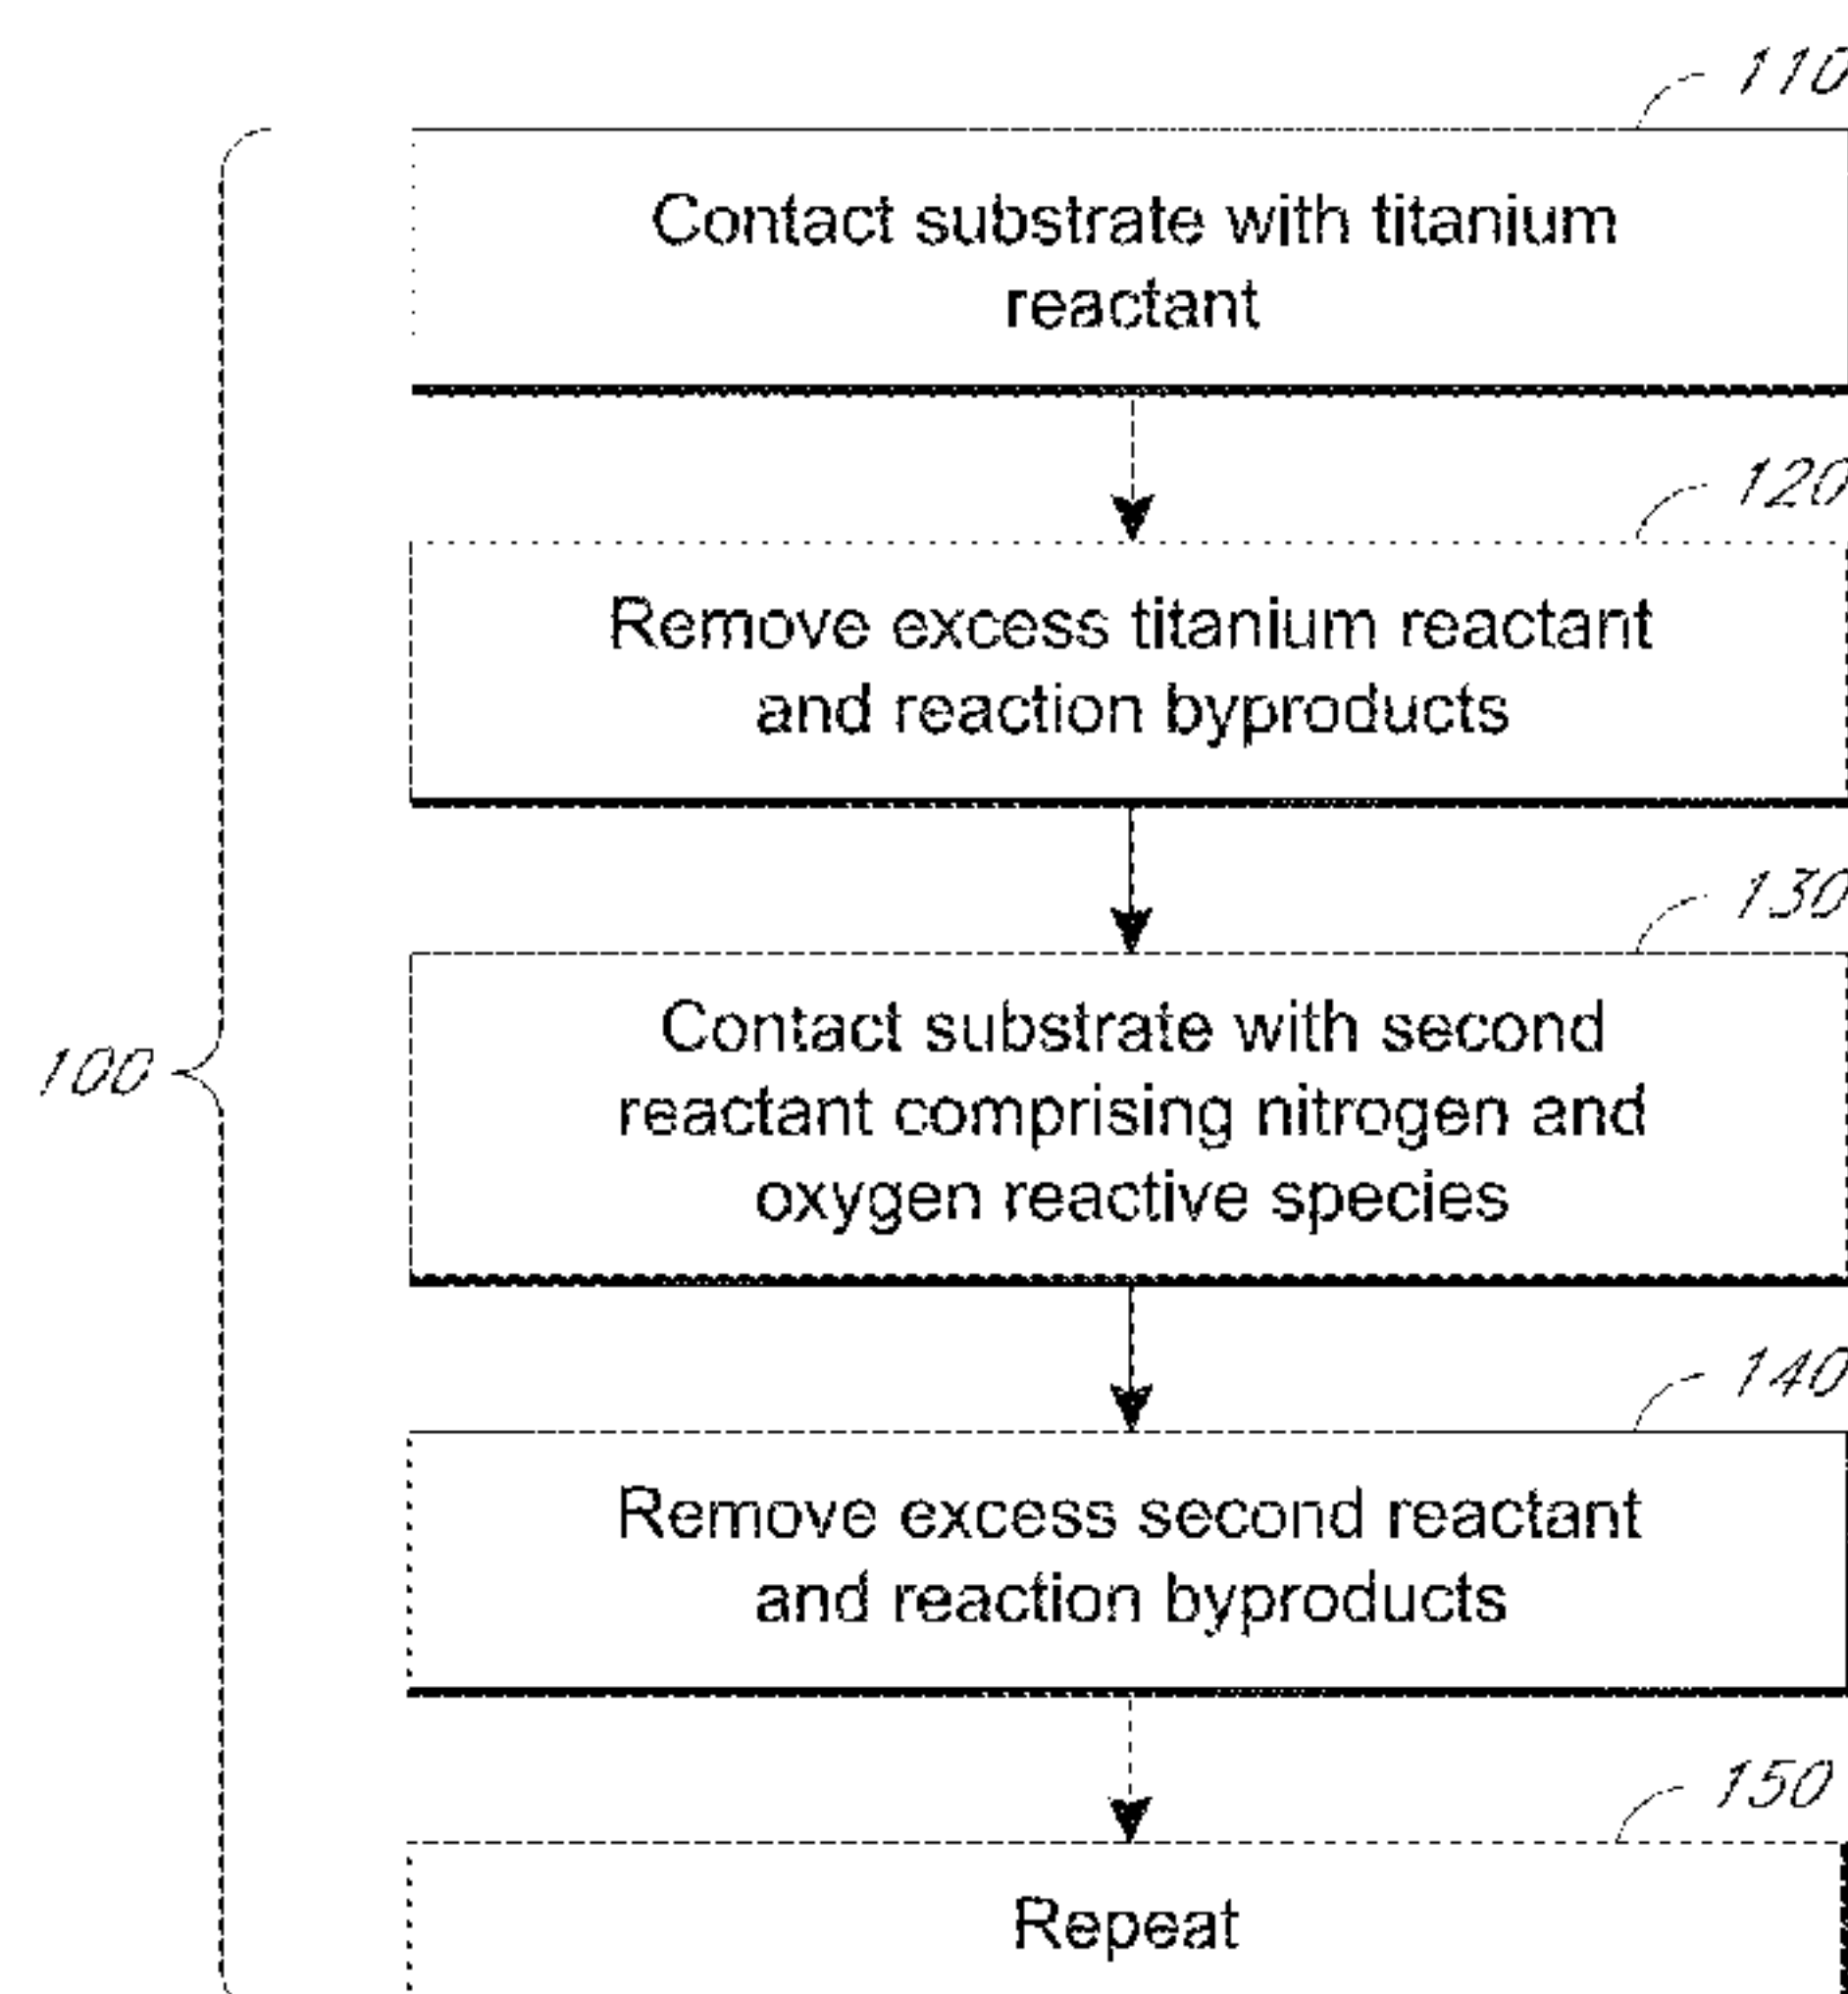 110
Contact substrate with titanium
reactant
120
Remove excess titanium reactant
and reaction byproducts
130
Contact substrate with second
reactant comprising nitrogen and
oxygen reactive species
100
140
Remove excess second reactant
and reaction byproducts
150
Repeat